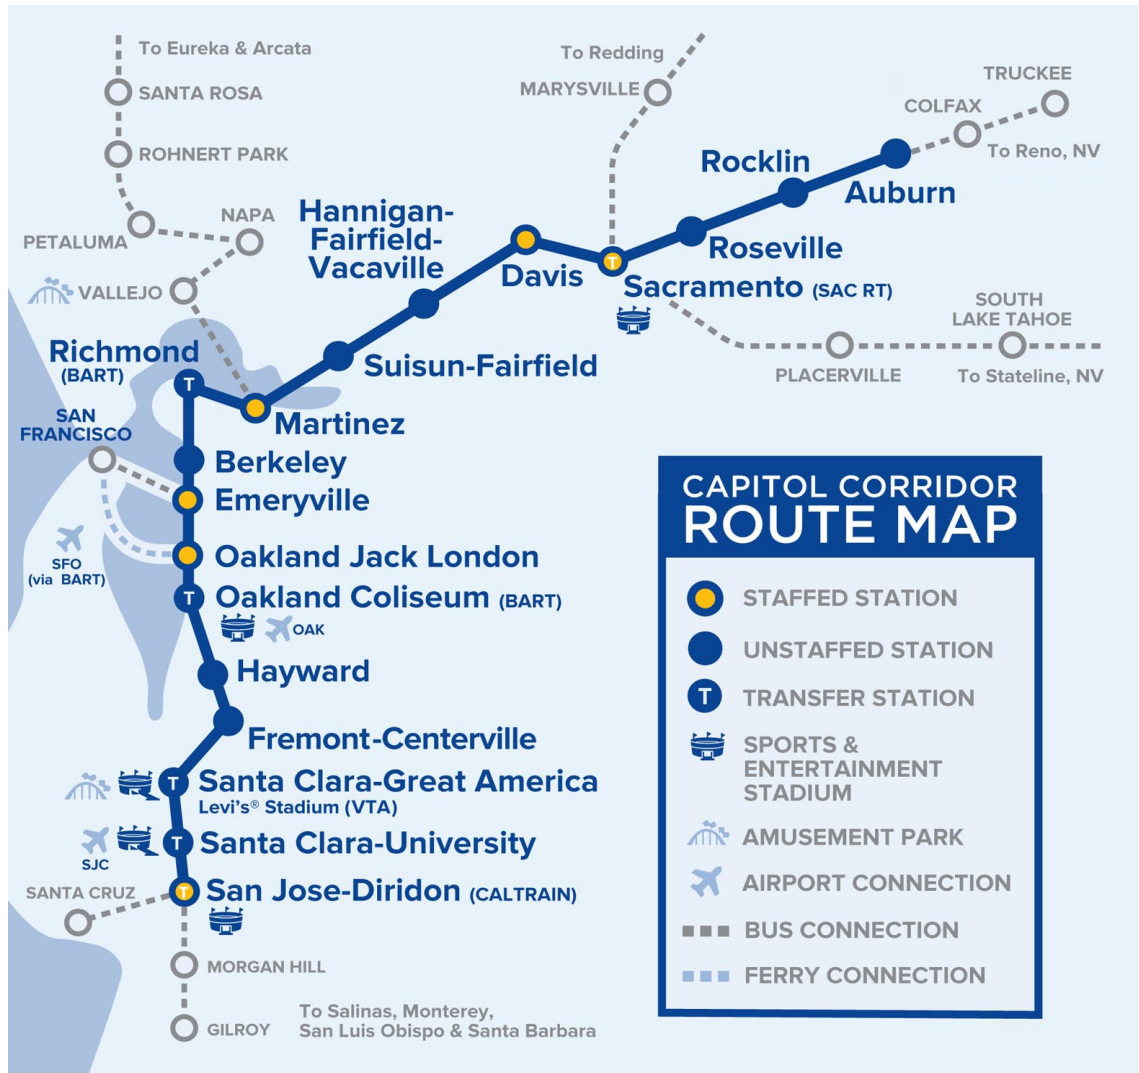 To Eureka & Arcata
SANTA ROSA
ROHNERT PARK
PETALUMA
NAPA
VALLEJO
To Redding
MARYSVILLE
TRUCKEE
COLFAX
To Reno, NV
Rocklin
Auburn
Roseville
Hannigan-
Fairfield-
Vacaville
Davis
T
Sacramento (SAC RT)
SOUTH
LAKE TAHOE
PLACERVILLE
To Stateline, NV
Suisun-Fairfield
Richmond
(BART)
T
Martinez
SAN
FRANCISCO
Berkeley
Emeryville
SFO
(via BART)
Oakland Jack London
T
Oakland Coliseum (BART)
OAK
Hayward
Fremont-Centerville
T
Santa Clara-Great America
Levi's® Stadium (VTA)
T
Santa Clara-University
SJC
T
San Jose-Diridon (CALTRAIN)
SANTA CRUZ
MORGAN HILL
GILROY
To Salinas, Monterey,
San Luis Obispo & Santa Barbara
CAPITOL CORRIDOR
ROUTE MAP
STAFFED STATION
UNSTAFFED STATION
T
TRANSFER STATION
SPORTS &
ENTERTAINMENT
STADIUM
AMUSEMENT PARK
AIRPORT CONNECTION
BUS CONNECTION
FERRY CONNECTION